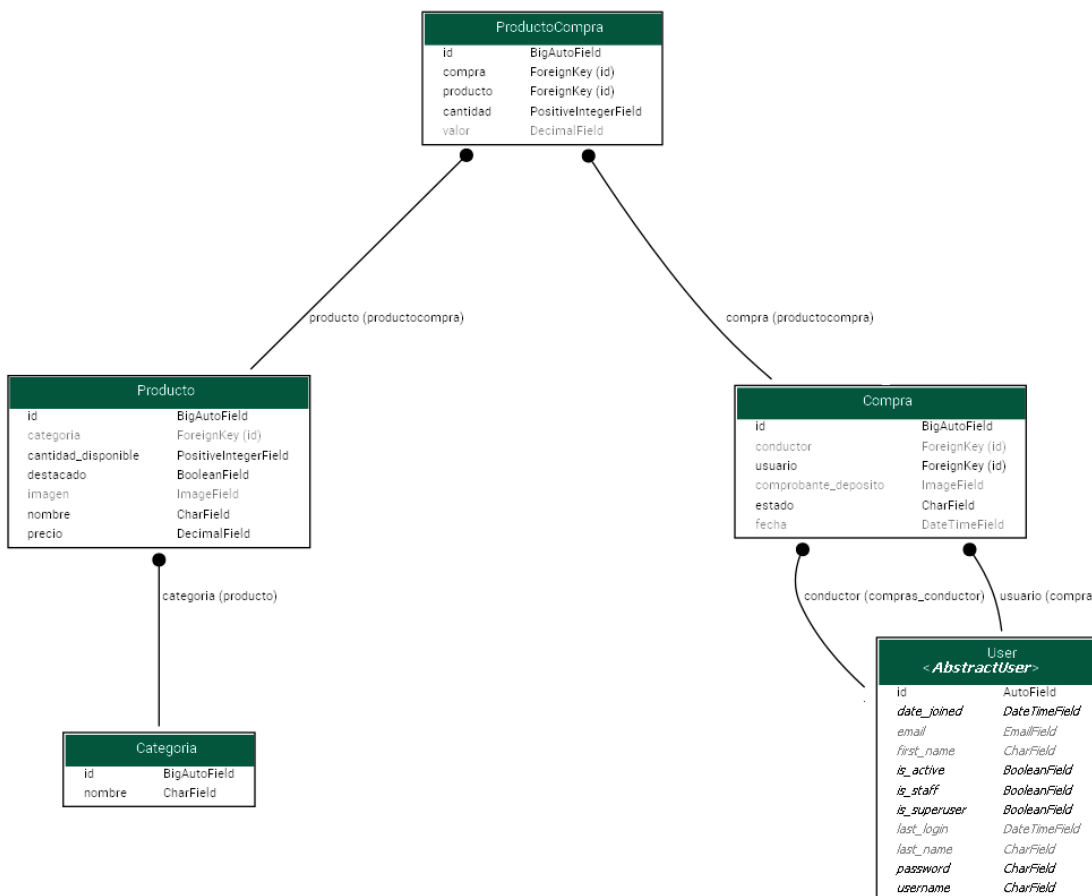 ProductoCompra
id BigAutoField
compra ForeignKey (id)
producto ForeignKey (id)
cantidad PositiveIntegerField
valor DecimalField
producto (productocompra)
compra (productocompra)
Producto
id BigAutoField
categoria ForeignKey (id)
cantidad_disponible PositiveIntegerField
destacado BooleanField
imagen ImageField
nombre CharField
precio DecimalField
Compra
id BigAutoField
conductor ForeignKey (id)
usuario ForeignKey (id)
comprobante_deposito ImageField
estado CharField
fecha DateTimeField
categoria (producto)
conductor (compras_conductor)
usuario (compra
Categoria
id BigAutoField
nombre CharField
User
<AbstractUser>
id AutoField
date_joined DateTimeField
email EmailField
first_name CharField
is_active BooleanField
is_staff BooleanField
is_superuser BooleanField
last_login DateTimeField
last_name CharField
password CharField
username CharField